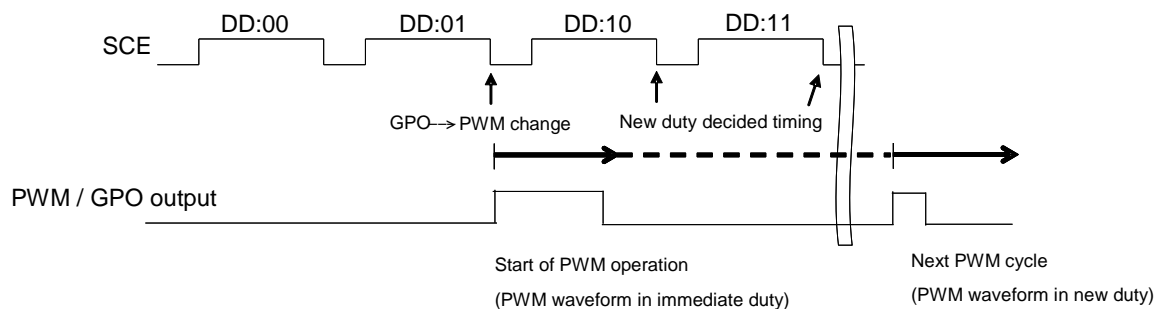 DD:00 DD:01 DD:10 DD:11
SCE
GPO--→ PWM change New duty decided timing
PWM / GPO output
Start of PWM operation Next PWM cycle
(PWM waveform in immediate duty) (PWM waveform in new duty)